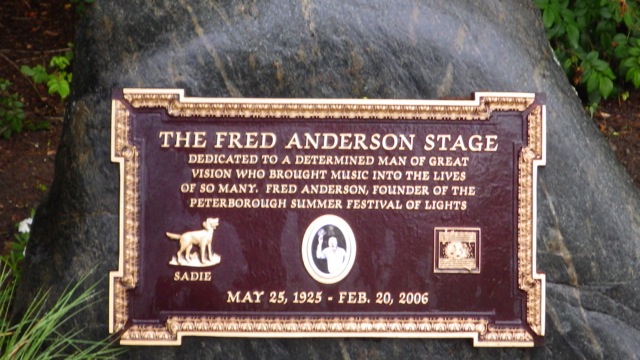 THE FRED ANDERSON STAGE
DEDICATED TO A DETERMINED MAN OF GREAT
VISION WHO BROUGHT MUSIC INTO THE LIVES
OF SO MANY. FRED ANDERSON, FOUNDER OF THE
PETERBOROUGH SUMMER FESTIVAL OF LIGHTS
SADIE
MAY 25, 1925 - FEB. 20, 2006